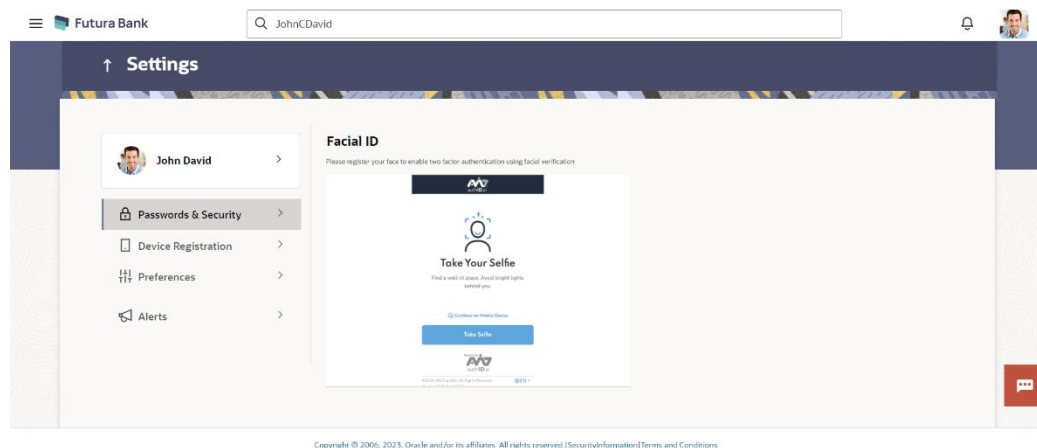 Futura Bank
JohnCDavid
↑ Settings
John David
Passwords & Security
Device Registration
Preferences
Alerts
Facial ID
Please register your face to enable two factor authentication using facial verification
Take Your Selfie
Find a well-lit place. Avoid bright lights
behind you
Continue on Mobile Device
Take Selfie
authID.ai
EN
Copyright © 2006, 2023, Oracle and/or its affiliates. All rights reserved.|SecurityInformation|Terms and Conditions